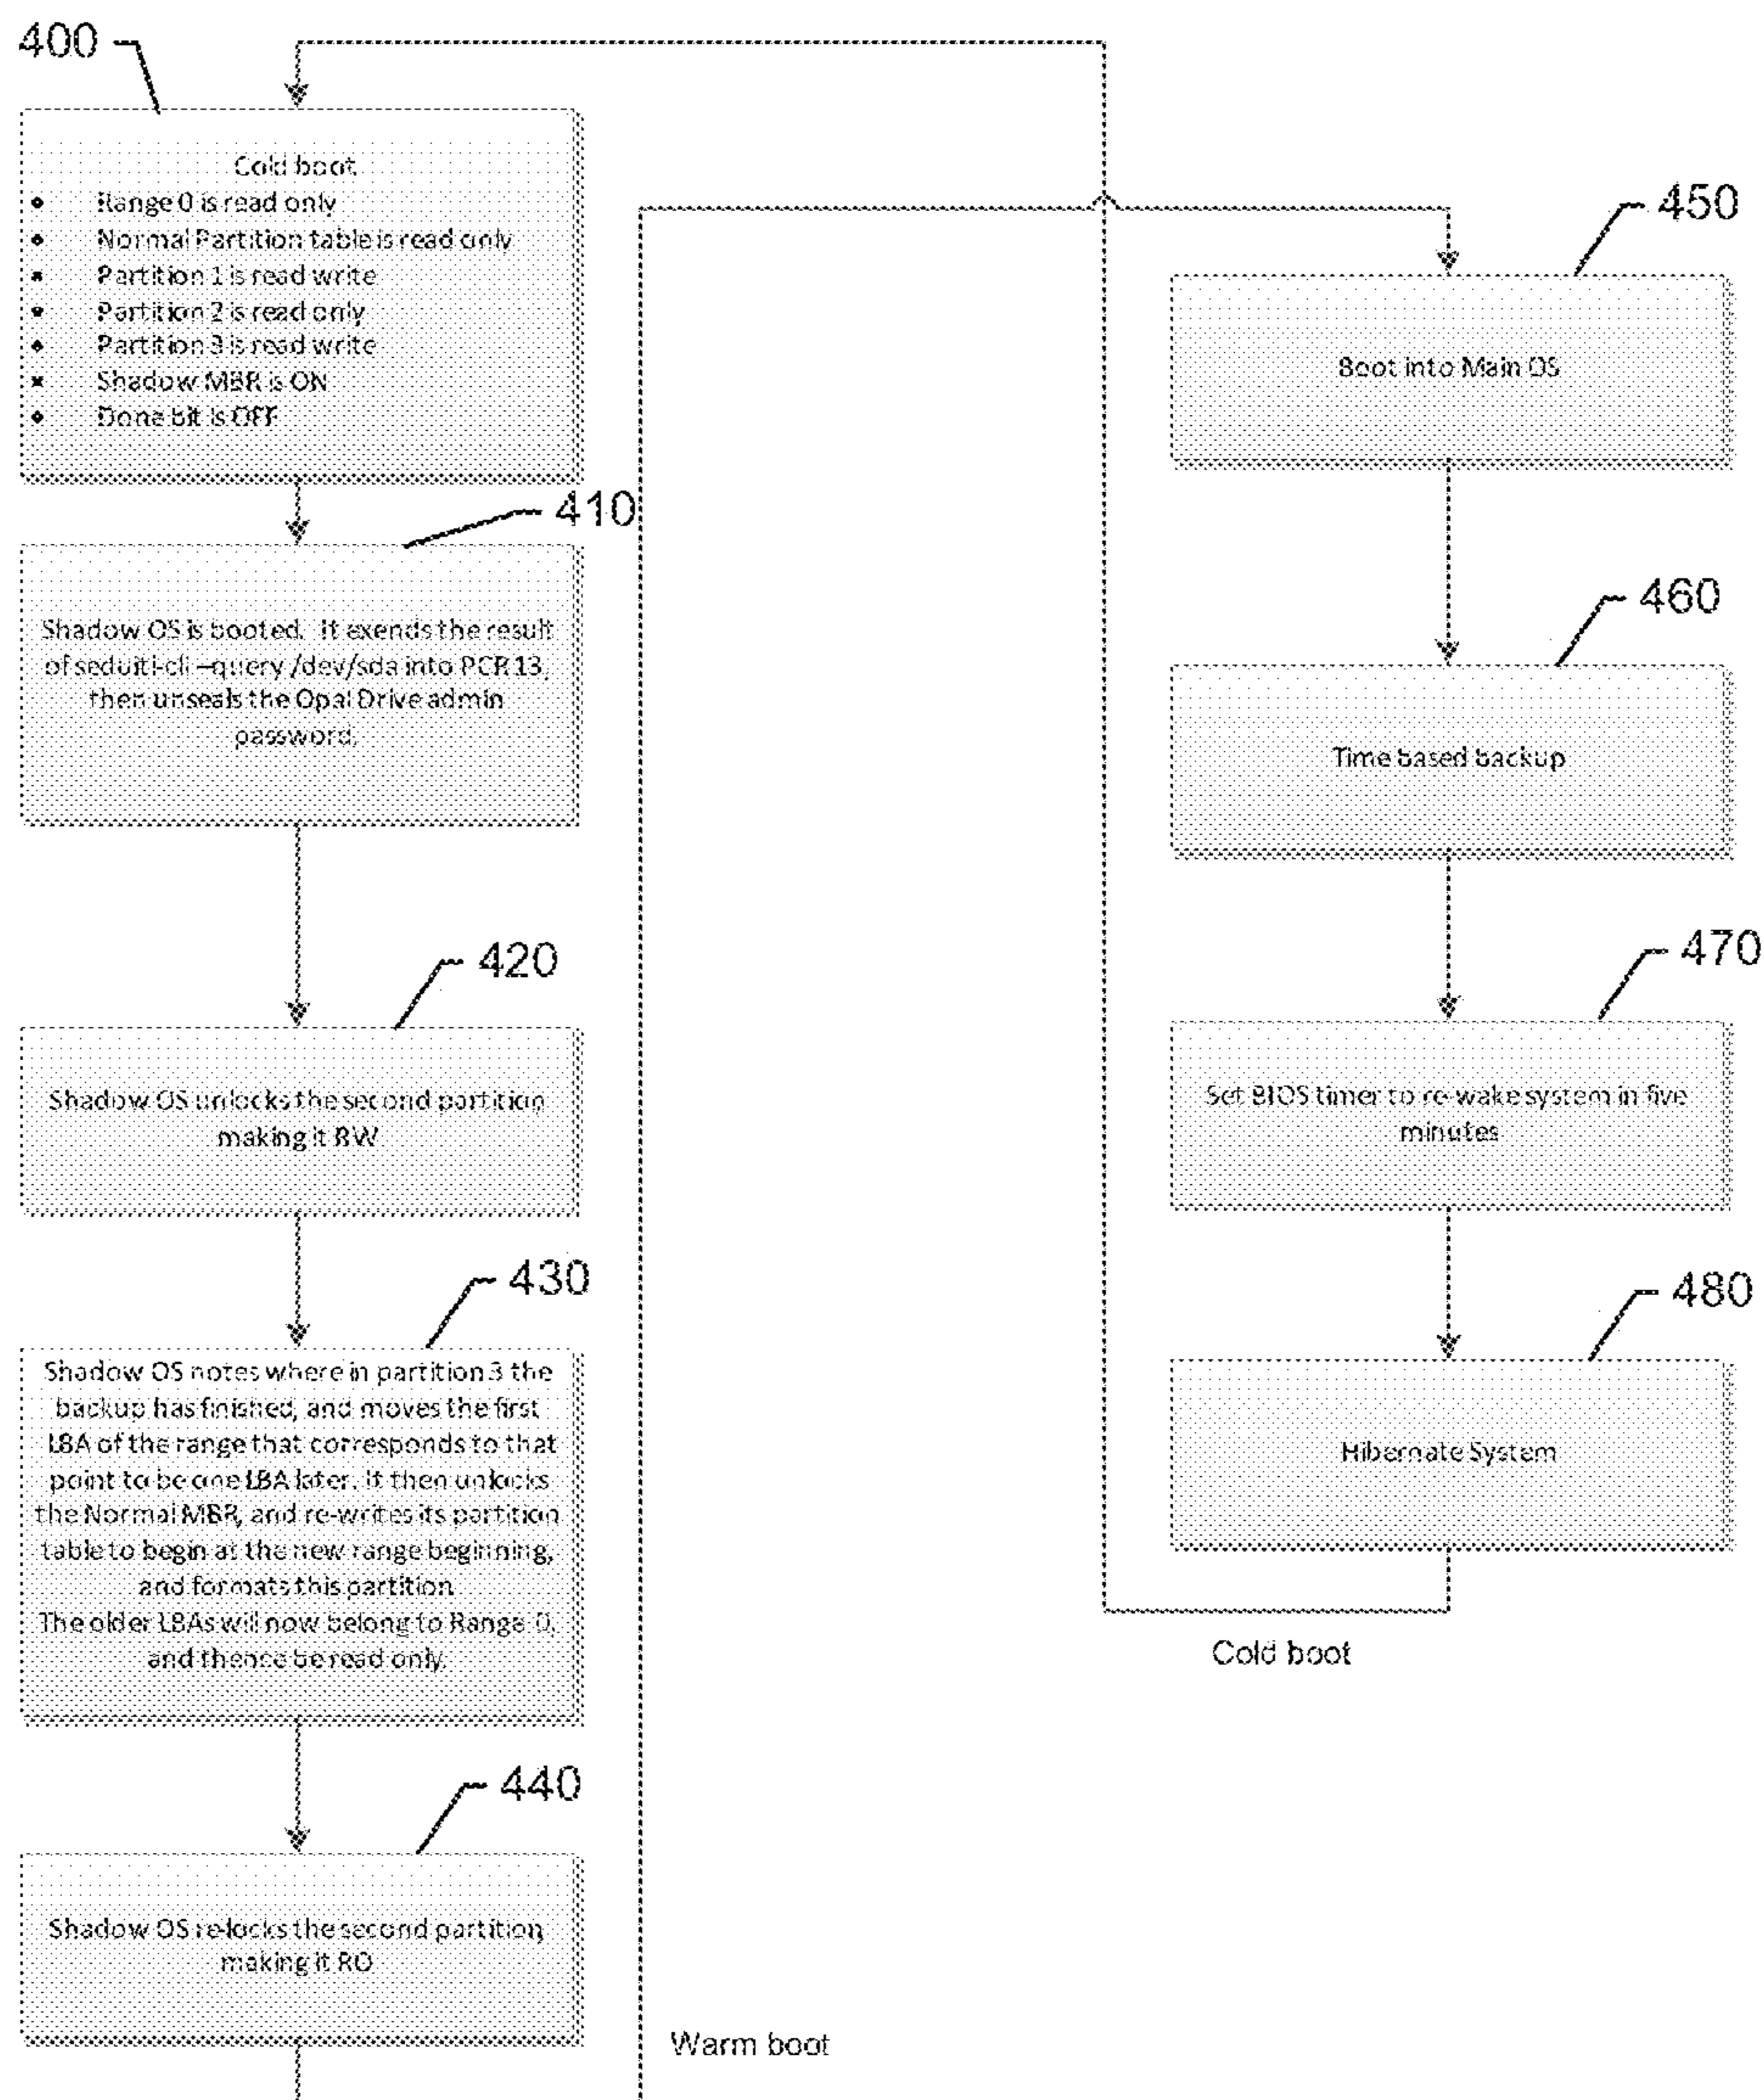 400
Cold boot
Range 0 is read only
Normal Partition table is read only
Partition 1 is read write
Partition 2 is read only
Partition 3 is read write
Shadow MBR is ON
Done bit is OFF
410
Shadow OS is booted. It exends the result
of seduitl-cli –query /dev/sda into PCR 13,
then unseals the Opal Drive admin
password.
420
Shadow OS unlocks the second partition
making it RW
430
Shadow OS notes where in partition 3 the
backup has finished, and moves the first
LBA of the range that corresponds to that
point to be one LBA later. It then unlocks
the Normal MBR, and re-writes its partition
table to begin at the new range beginning,
and formats this partition
The older LBAs will now belong to Range 0,
and thence be read only.
440
Shadow OS re-locks the second partition,
making it RO
Warm boot
450
Boot into Main OS
460
Time based backup
470
Set BIOS timer to re-wake system in five
minutes
480
Hibernate System
Cold boot